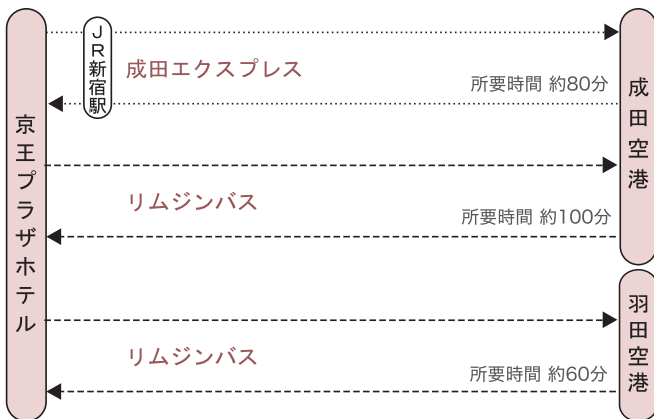 京王プラザホテル
JR新宿駅
成田エクスプレス
所要時間 約80分
リムジンバス
所要時間 約100分
成田空港
リムジンバス
所要時間 約60分
羽田空港